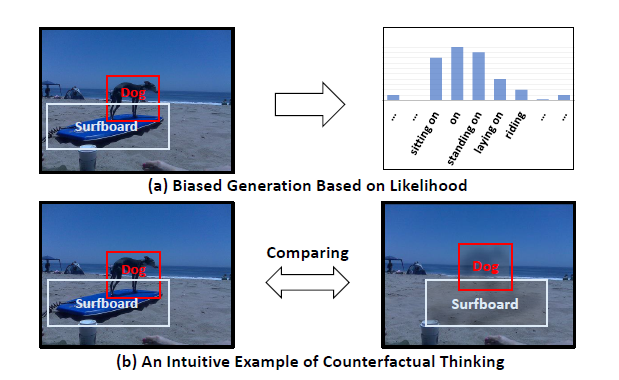 Dog
Surfboard
...
...
sitting on
on
standing on
laying on
riding
...
...
(a) Biased Generation Based on Likelihood
Dog
Surfboard
Comparing
Dog
Surfboard
(b) An Intuitive Example of Counterfactual Thinking